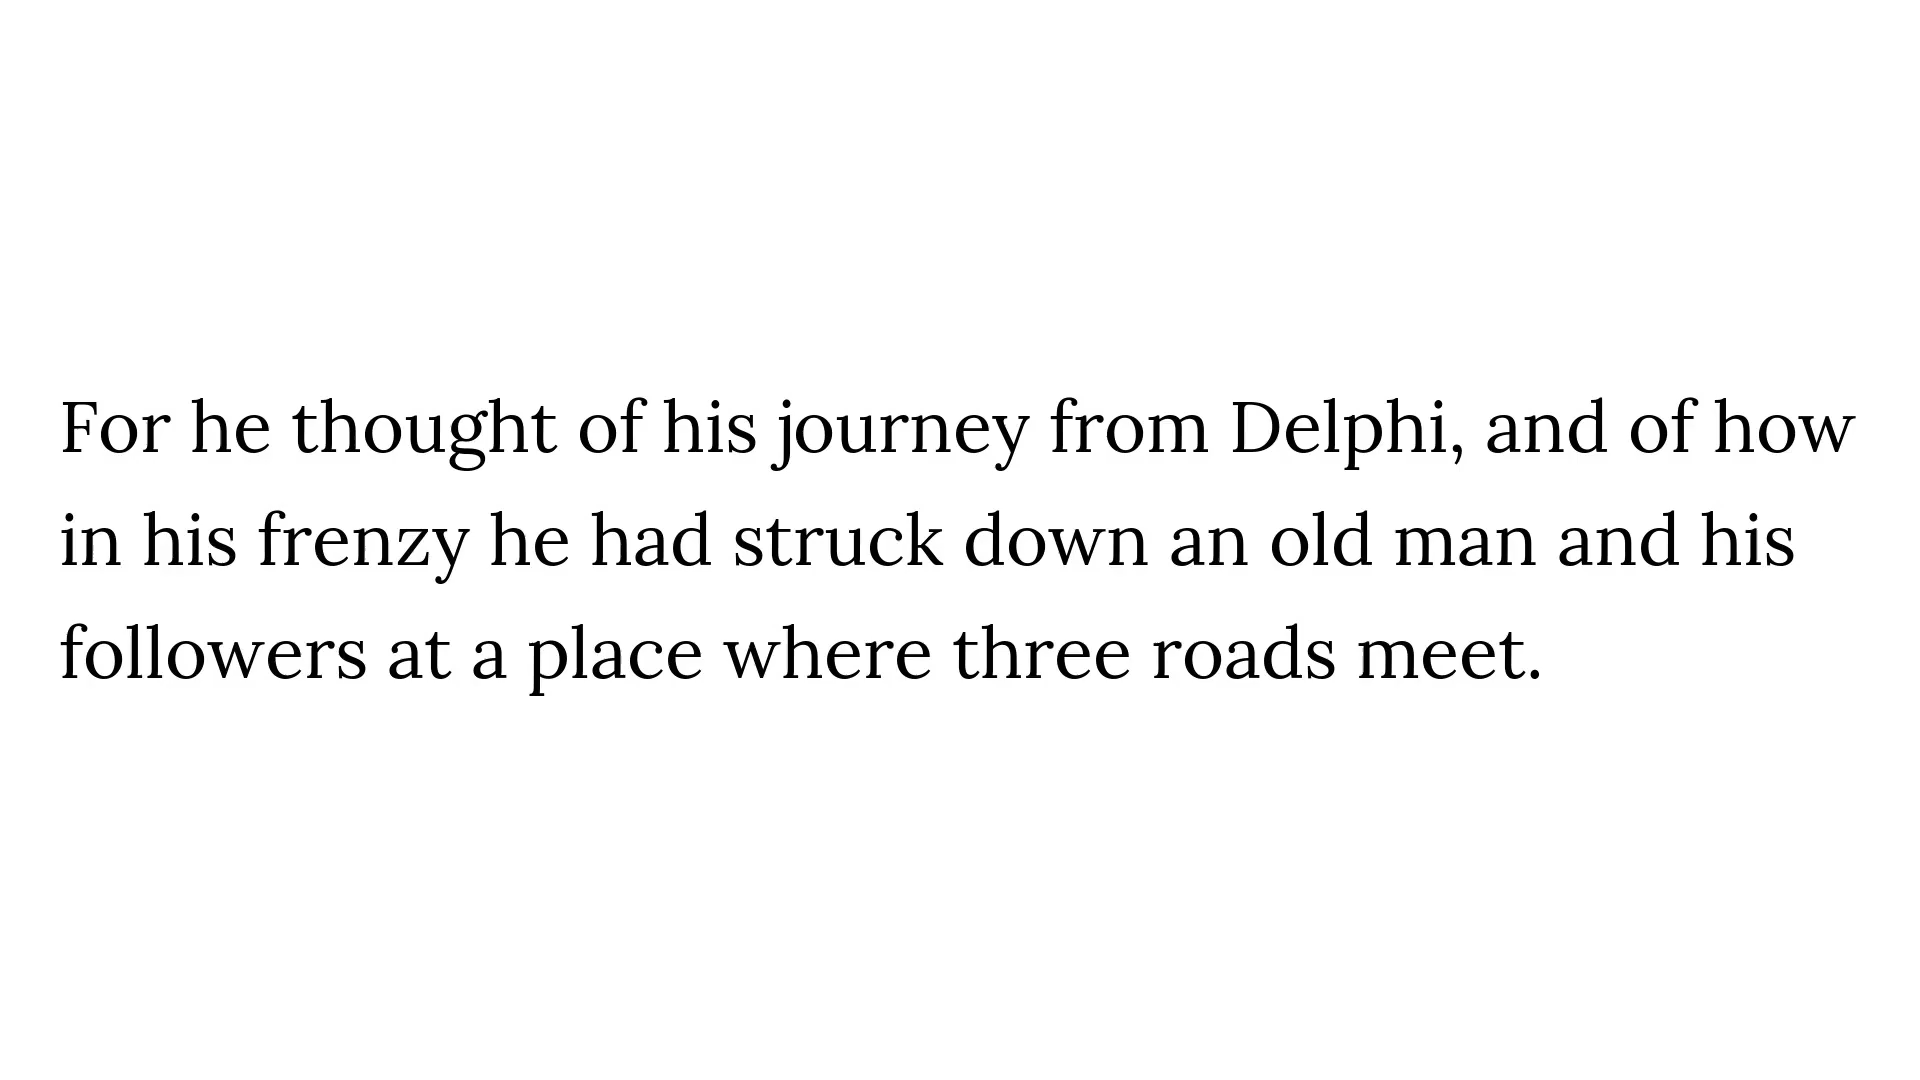 For he thought of his journey from Delphi, and of how
in his frenzy he had struck down an old man and his
followers at a place where three roads meet.